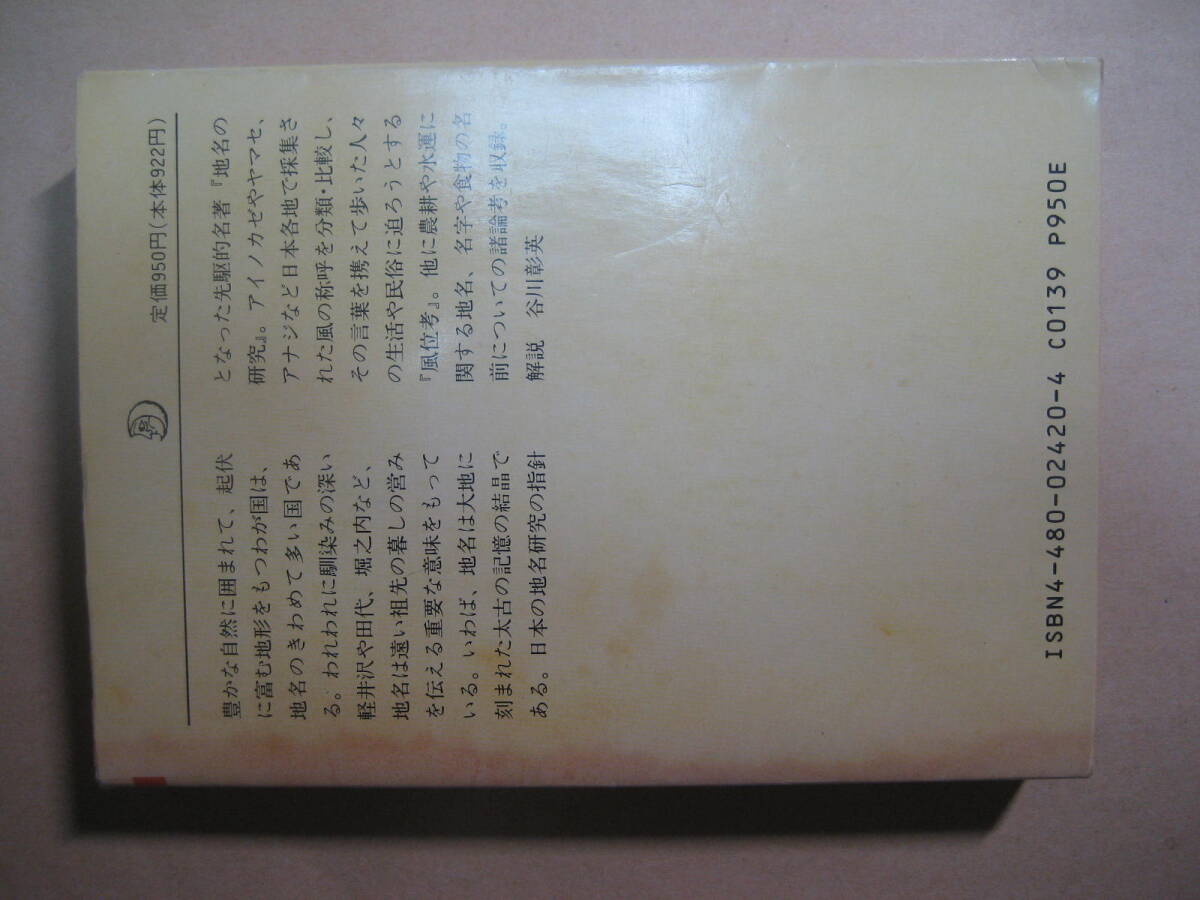 定価950円(本体922円)
豊かな自然に囲まれて、起伏
に富む地形をもつわが国は、
地名のきわめて多い国であ
る。われわれに馴染みの深い
軽井沢や田代、堀之内など、
地名は遠い祖先の暮しの営み
を伝える重要な意味をもって
いる。いわば、地名は大地に
刻まれた太古の記憶の結晶で
ある。日本の地名研究の指針
となった先駆的名著『地名の
研究』。アイノカゼやヤマセ、
アナジなど日本各地で採集さ
れた風の称呼を分類・比較し、
その言葉を携えて歩いた人々
の生活や民俗に迫ろうとする
『風位考』。他に農耕や水運に
関する地名、名字や食物の名
前についての諸論考を収録。
解説 谷川彰英
ISBN4-480-02420-4 C0139 P950E